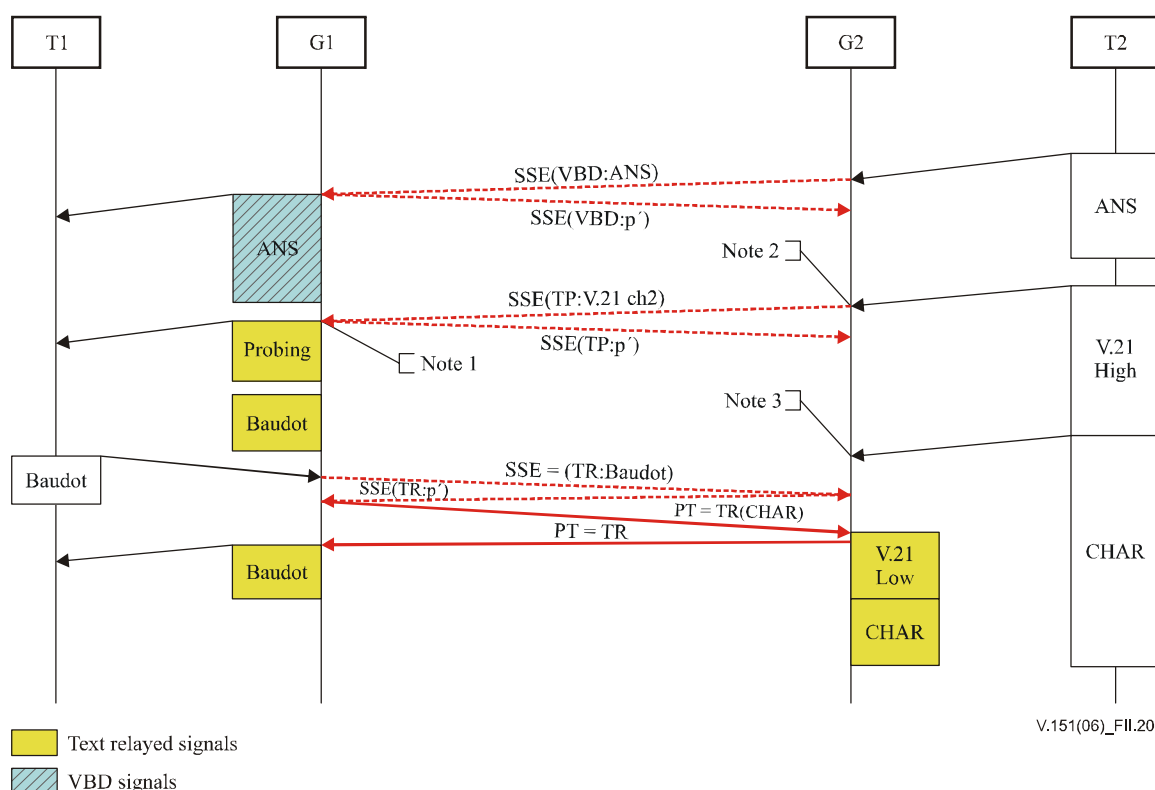 T1
G1
G2
T2
SSE(VBD:ANS)
SSE(VBD:p´)
ANS
ANS
Note 2
SSE(TP:V.21 ch2)
SSE(TP:p´)
Probing
Note 1
V.21
High
Note 3
Baudot
Baudot
SSE = (TR:Baudot)
SSE(TR:p´)
PT = TR(CHAR)
PT = TR
Baudot
V.21
Low
CHAR
CHAR
V.151(06)_FII.20
Text relayed signals
VBD signals